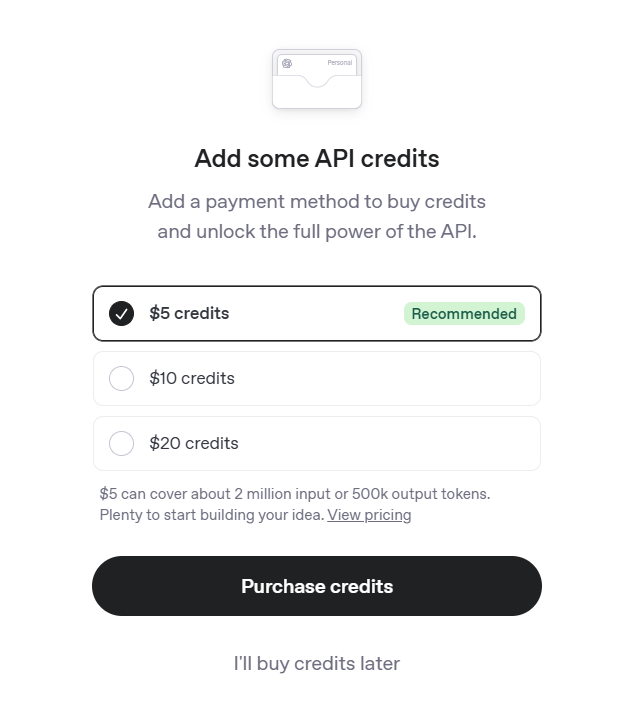 Personal
Add some API credits
Add a payment method to buy credits
and unlock the full power of the API.
$5 credits
Recommended
$10 credits
$20 credits
$5 can cover about 2 million input or 500k output tokens.
Plenty to start building your idea. View pricing
Purchase credits
I'll buy credits later